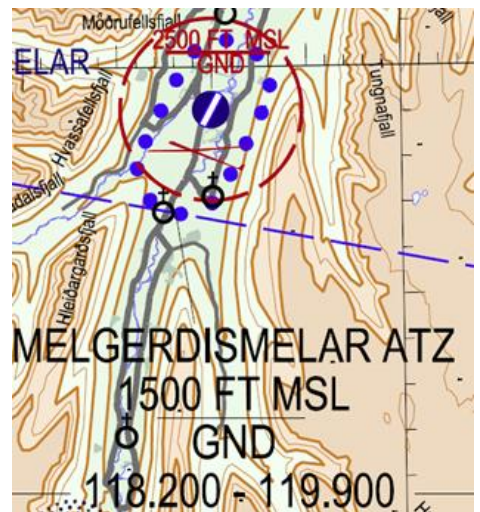 Möðrufellsfjall
2500 FT MSL
GND
ELAR
Hvassafellsfjall
Tungnafjall
dalsfjall
Hleiðargarðsfjall
MELGERDISMELAR ATZ
1500 FT MSL
GND
118.200 - 119.900